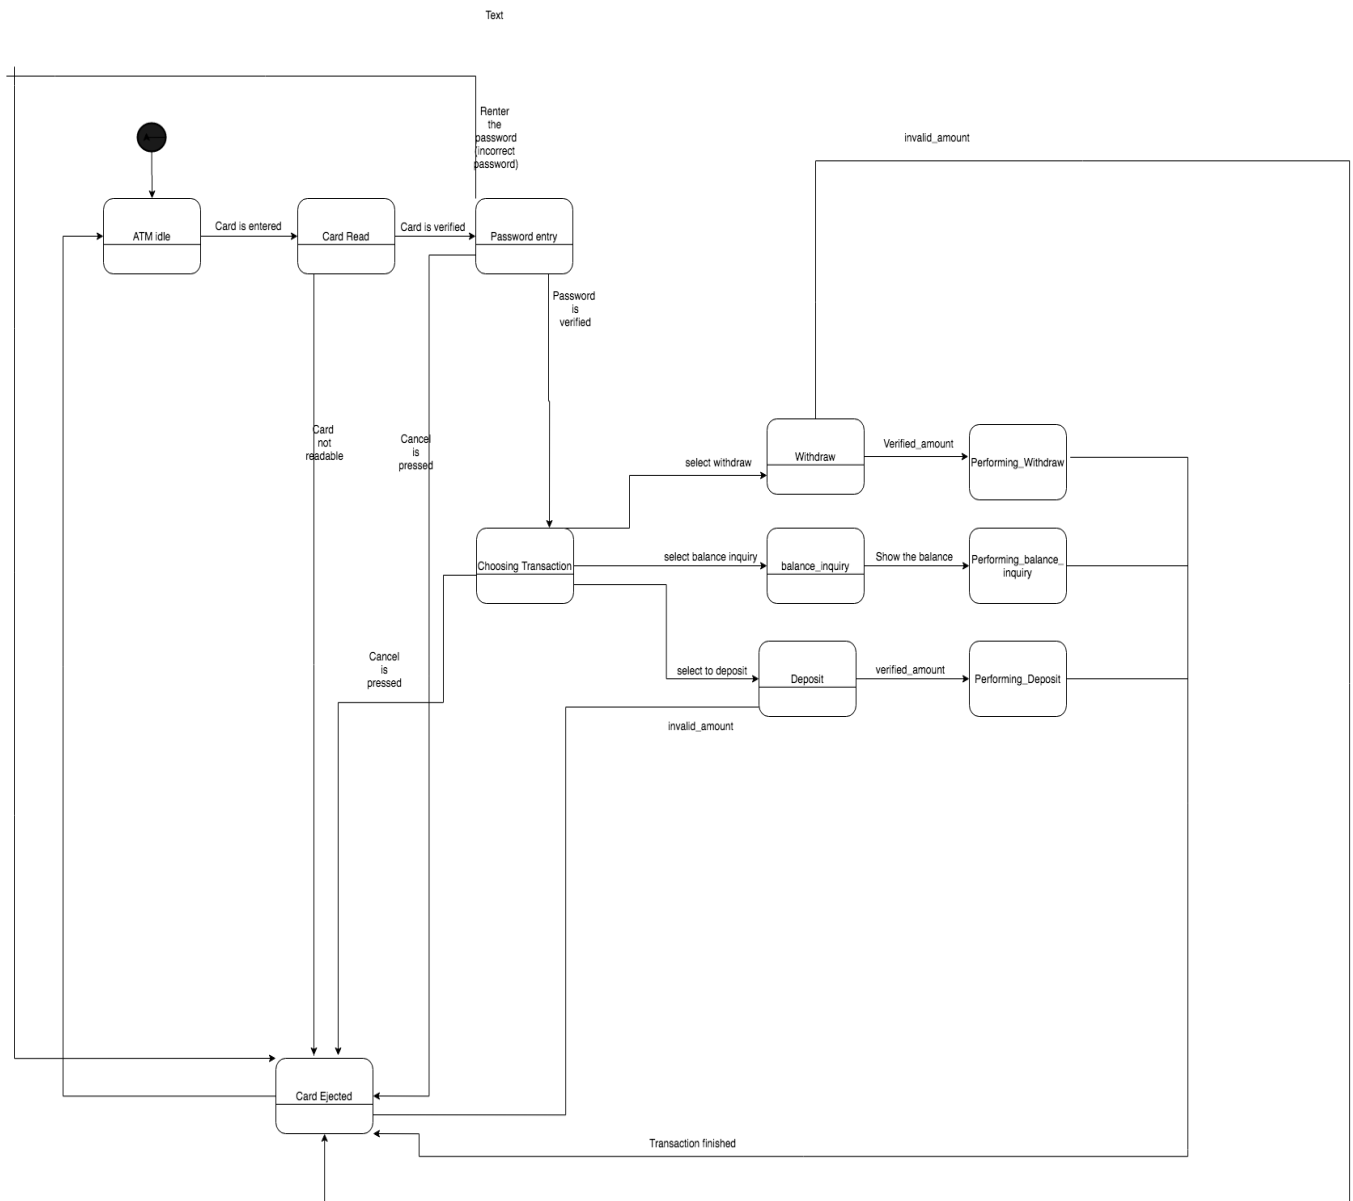 Text
Renter
the
password
(incorrect
password)
invalid_amount
ATM idle
Card is entered
Card Read
Card is verified
Password entry
Password
is
verified
Card
not
readable
Cancel
is
pressed
select withdraw
Withdraw
Verified_amount
Performing_Withdraw
Choosing Transaction
select balance inquiry
balance_inquiry
Show the balance
Performing_balance_
inquiry
Cancel
is
pressed
select to deposit
Deposit
verified_amount
Performing_Deposit
invalid_amount
Card Ejected
Transaction finished